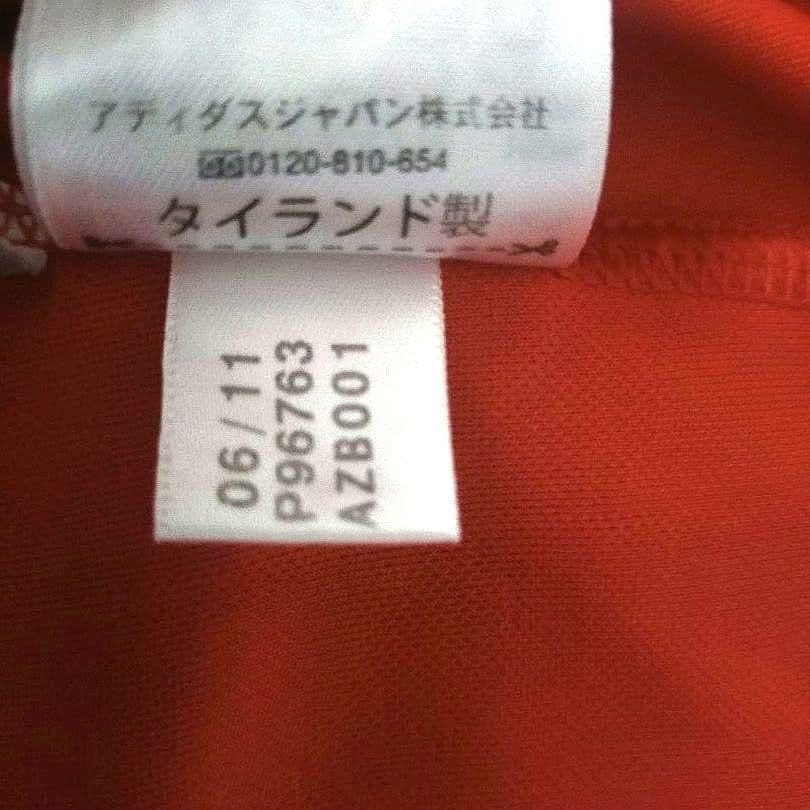 アディダスジャパン株式会社
0120-810-654
タイランド製
06/11
P96763
AZB001